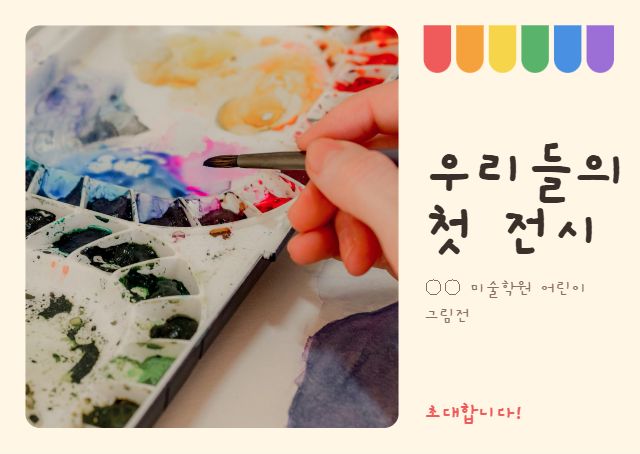 우리들의
첫 전시
○○ 미술학원 어린이
그림전
초대합니다!